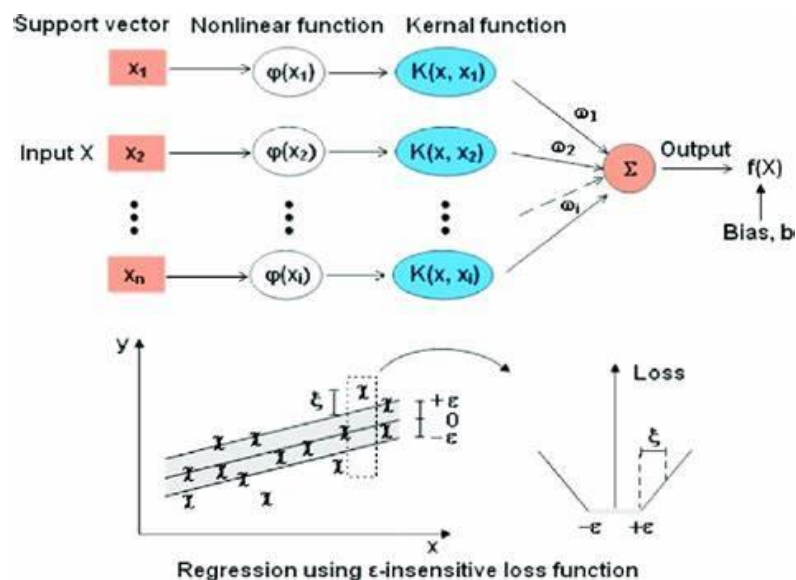 Support vector Nonlinear function Kernal function
x₁ φ(x₁) K(x, x₁)
ω₁
Input X x₂ φ(x₂) K(x, x₂) ω₂ Σ Output f(X)
ωᵢ
Bias, b
xₙ φ(xᵢ) K(x, xᵢ)
y
Loss
ξ +ε
0
-ε
ξ
-ε +ε
x
Regression using ε-insensitive loss function